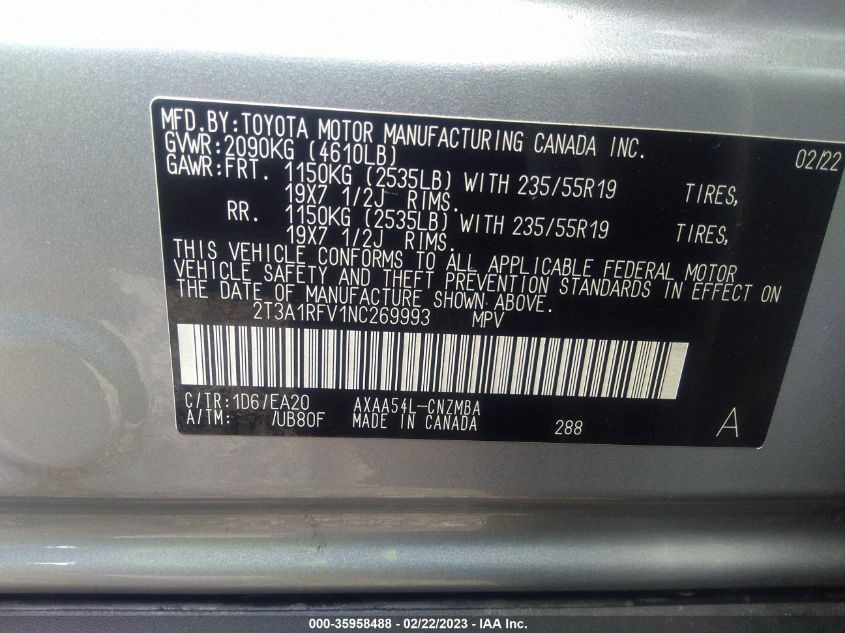 MFD.BY:TOYOTA MOTOR MANUFACTURING CANADA INC. 02/22
GVWR:2090KG (4610LB)
GAWR:FRT. 1150KG (2535LB) WITH 235/55R19 TIRES,
19X7 1/2J RIMS.
RR. 1150KG (2535LB) WITH 235/55R19 TIRES,
19X7 1/2J RIMS.
THIS VEHICLE CONFORMS TO ALL APPLICABLE FEDERAL MOTOR
VEHICLE SAFETY AND THEFT PREVENTION STANDARDS IN EFFECT ON
THE DATE OF MANUFACTURE SHOWN ABOVE.
2T3A1RFV1NC269993 MPV
C/TR:1D6/EA20 AXAA54L-CNZMBA
A/TM: /UB80F MADE IN CANADA 288 A
000-35958488 - 02/22/2023 - IAA Inc.